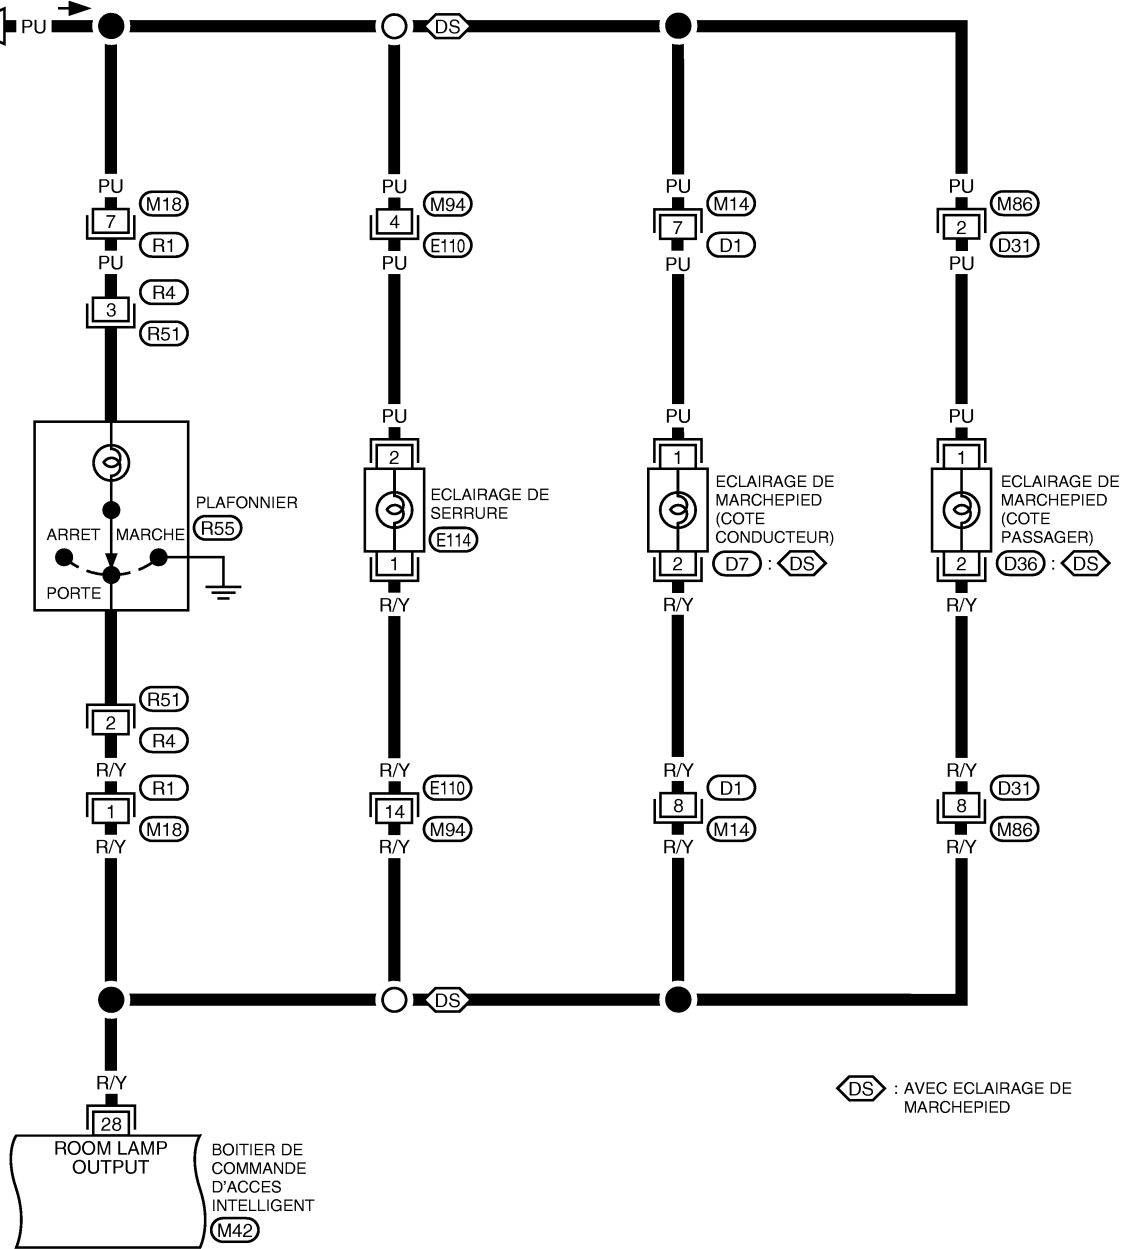 PU
DS
PU PU PU PU
7 M18 4 M94 7 M14 2 M86
R1 E110 D1 D31
PU PU PU PU
3 R4
R51
PU PU PU
2 1 1
PLAFONNIER
R55
ARRET MARCHE
PORTE
ECLAIRAGE DE
SERRURE
E114
ECLAIRAGE DE
MARCHEPIED
(COTE
CONDUCTEUR)
D7 : DS
ECLAIRAGE DE
MARCHEPIED
(COTE
PASSAGER)
D36 : DS
1 2 2
R/Y R/Y R/Y
R51
2
R4
R/Y R/Y R/Y R/Y
R1 E110 D1 D31
1 14 8 8
M18 M94 M14 M86
R/Y R/Y R/Y R/Y
DS
R/Y
28
ROOM LAMP
OUTPUT
BOITIER DE
COMMANDE
D'ACCES
INTELLIGENT
M42
DS : AVEC ECLAIRAGE DE
MARCHEPIED